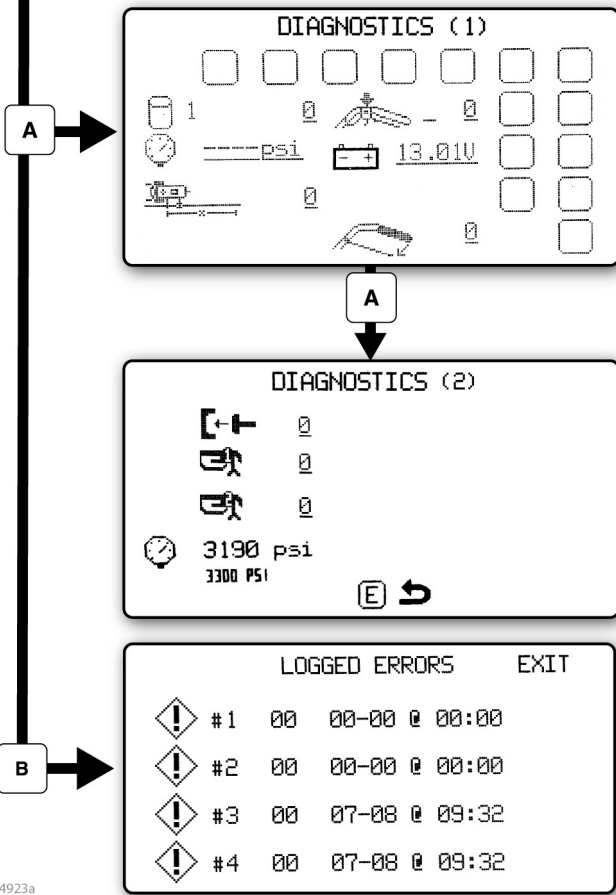 DIAGNOSTICS (1)
1 0 _ 0
A
-----psi - + 13.01V
0
x
0
A
DIAGNOSTICS (2)
0
0
0
3190 psi
3300 PSI
E
LOGGED ERRORS EXIT
! #1 00 00-00 @ 00:00
! #2 00 00-00 @ 00:00
B
! #3 00 07-08 @ 09:32
! #4 00 07-08 @ 09:32
4923a